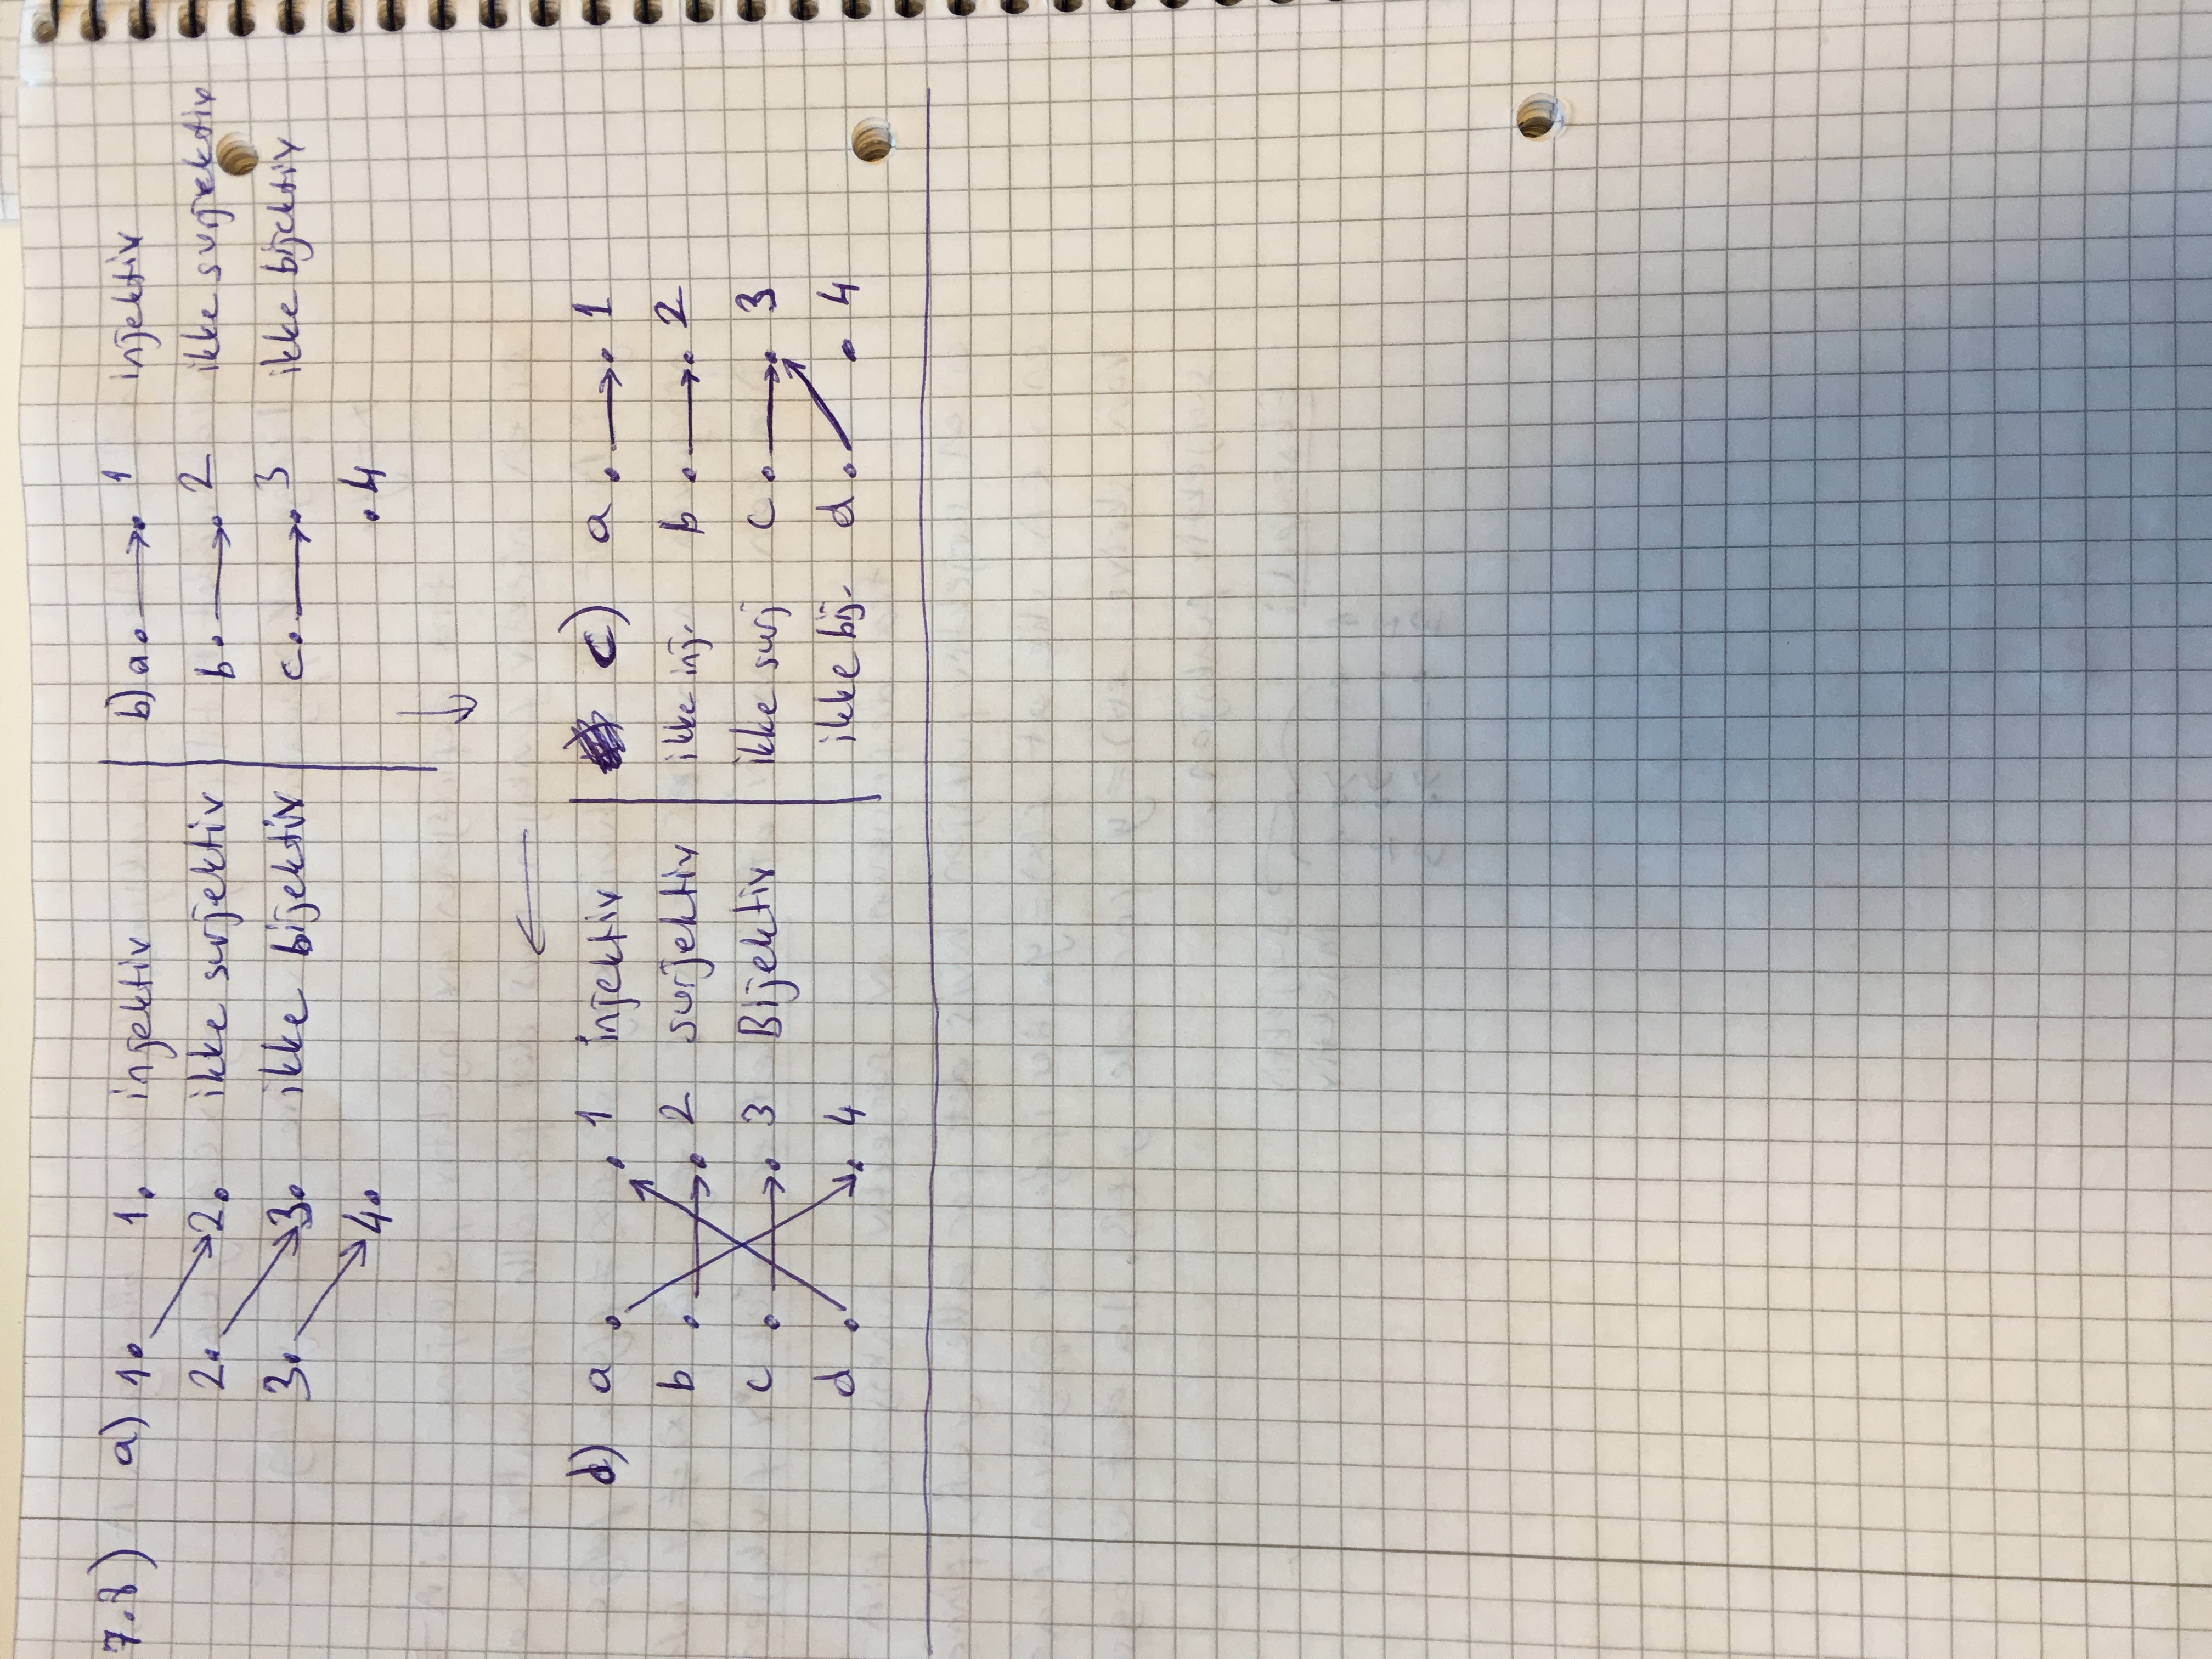 7.8) a) 1. 1. injektiv
2. 2. ikke surjektiv
3. 3. ikke bijektiv
4.
b) a. → . 1 injektiv
b. → . 2 ikke surjektiv
c. → . 3 ikke bijektiv
. 4
↓
←
c) a . → . 1
ikke inj. b . → . 2
ikke surj c . → . 3
ikke bij. d . . 4
d) a . . 1 injektiv
b . → . 2 surjektiv
c . → . 3 Bijektiv
d . . 4